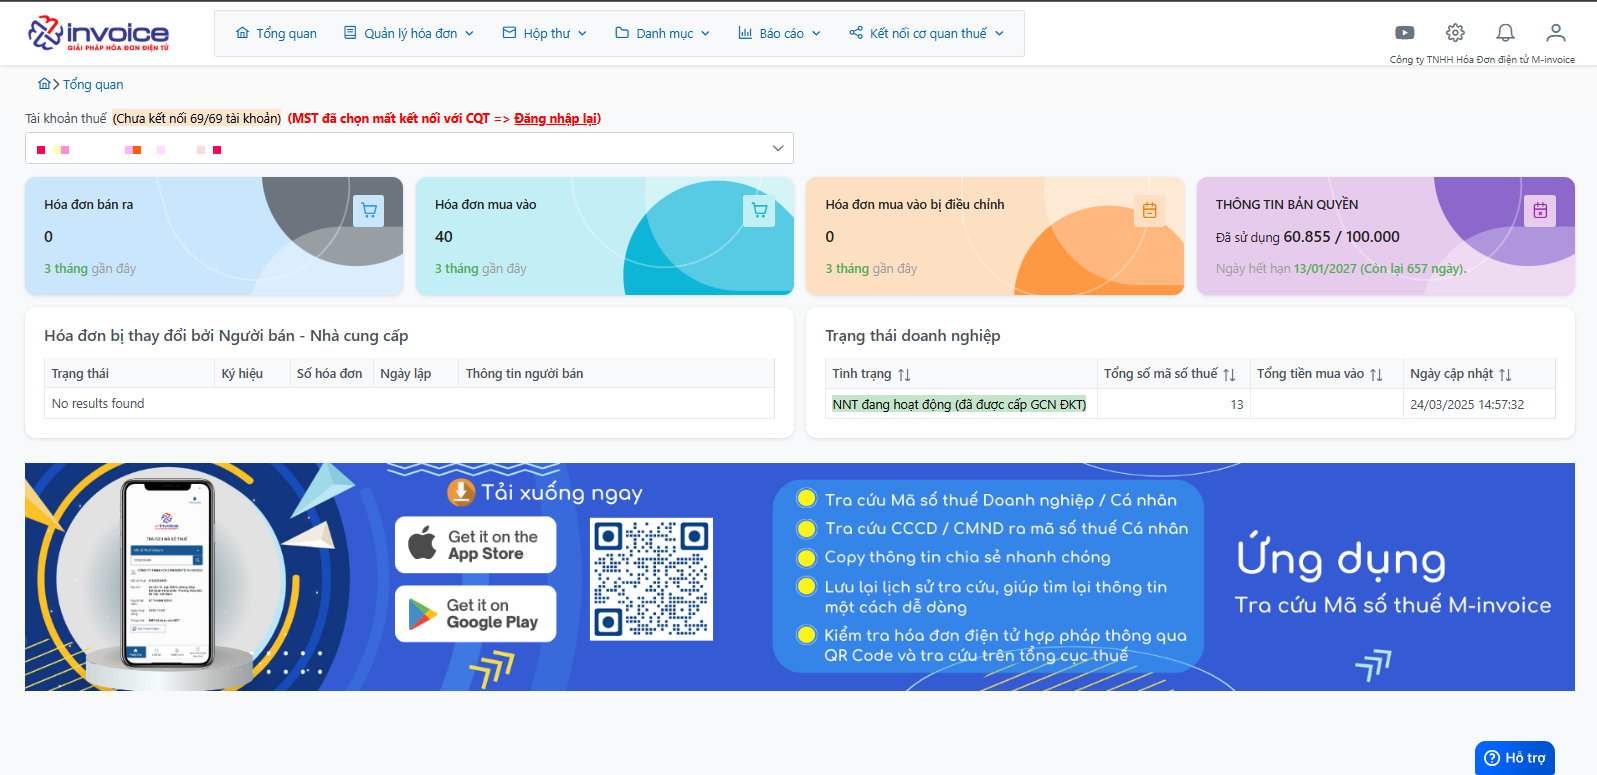 invoice
GIẢI PHÁP HÓA ĐƠN ĐIỆN TỬ
Tổng quan
Quản lý hóa đơn
Hộp thư
Danh mục
Báo cáo
Kết nối cơ quan thuế
Công ty TNHH Hóa Đơn điện tử M-invoice
Tổng quan
Tài khoản thuế (Chưa kết nối 69/69 tài khoản) (MST đã chọn mất kết nối với CQT => Đăng nhập lại)
Hóa đơn bán ra
0
3 tháng gần đây
Hóa đơn mua vào
40
3 tháng gần đây
Hóa đơn mua vào bị điều chỉnh
0
3 tháng gần đây
THÔNG TIN BẢN QUYỀN
Đã sử dụng 60.855 / 100.000
Ngày hết hạn 13/01/2027 (Còn lại 657 ngày).
Hóa đơn bị thay đổi bởi Người bán - Nhà cung cấp
Trạng thái Ký hiệu Số hóa đơn Ngày lập Thông tin người bán
No results found
Trạng thái doanh nghiệp
Tình trạng Tổng số mã số thuế Tổng tiền mua vào Ngày cập nhật
NNT đang hoạt động (đã được cấp GCN ĐKT) 13 24/03/2025 14:57:32
invoice
TRA CỨU MÃ SỐ THUẾ
Tải xuống ngay
Get it on the
App Store
Get it on
Google Play
Tra cứu Mã số thuế Doanh nghiệp / Cá nhân
Tra cứu CCCD / CMND ra mã số thuế Cá nhân
Copy thông tin chia sẻ nhanh chóng
Lưu lại lịch sử tra cứu, giúp tìm lại thông tin
một cách dễ dàng
Kiểm tra hóa đơn điện tử hợp pháp thông qua
QR Code và tra cứu trên tổng cục thuế
Ứng dụng
Tra cứu Mã số thuế M-invoice
Hỗ trợ